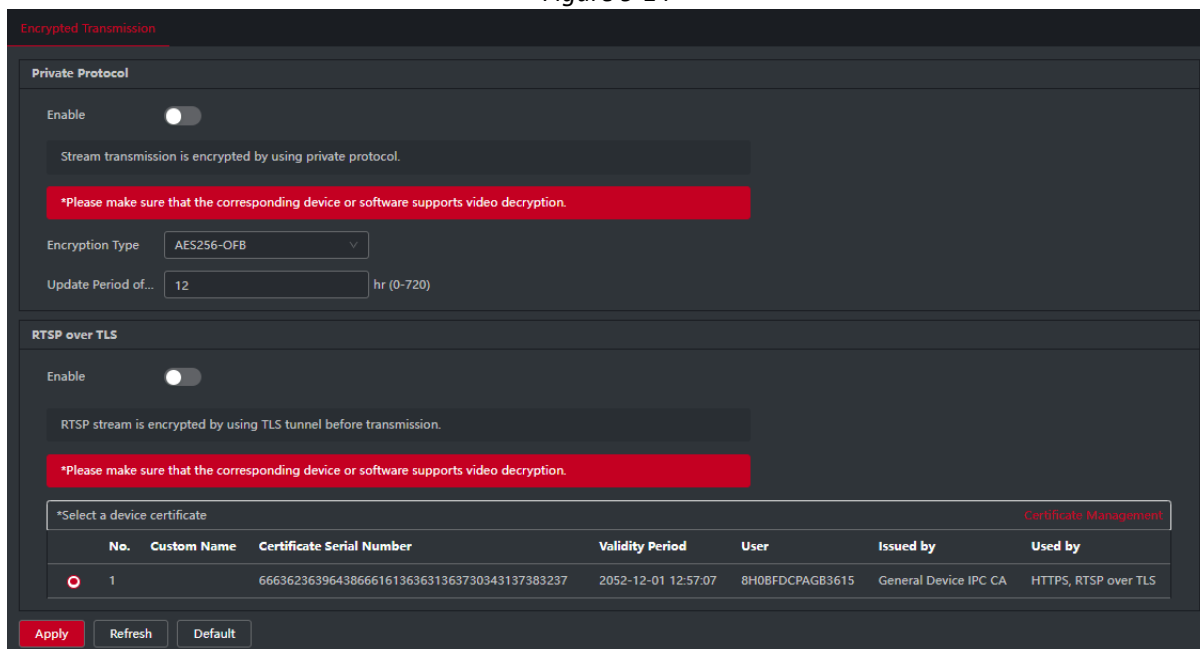 Encrypted Transmission
Private Protocol
Enable
Stream transmission is encrypted by using private protocol.
*Please make sure that the corresponding device or software supports video decryption.
Encryption Type AES256-OFB
Update Period of... 12 hr (0-720)
RTSP over TLS
Enable
RTSP stream is encrypted by using TLS tunnel before transmission.
*Please make sure that the corresponding device or software supports video decryption.
*Select a device certificate Certificate Management
No. Custom Name Certificate Serial Number Validity Period User Issued by Used by
1 666362363964386661613636313637303431373832​37 2052-12-01 12:57:07 8H0BFDCPAGB3615 General Device IPC CA HTTPS, RTSP over TLS
Apply Refresh Default